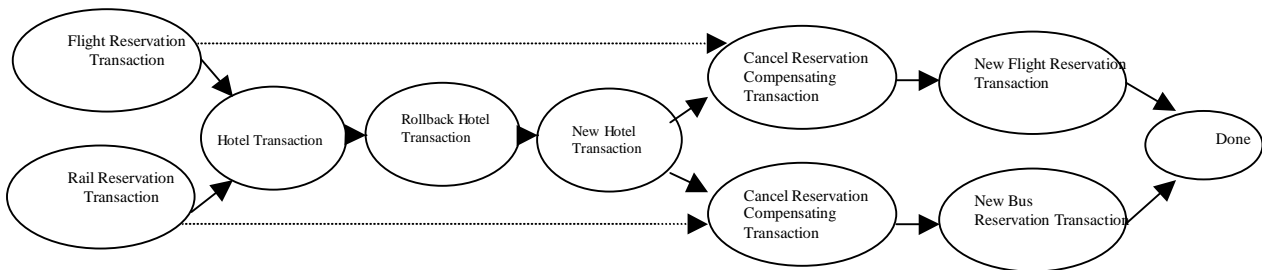 Flight Reservation
Transaction
Rail Reservation
Transaction
Hotel Transaction
Rollback Hotel
Transaction
New Hotel
Transaction
Cancel Reservation
Compensating
Transaction
Cancel Reservation
Compensating
Transaction
New Flight Reservation
Transaction
New Bus
Reservation Transaction
Done